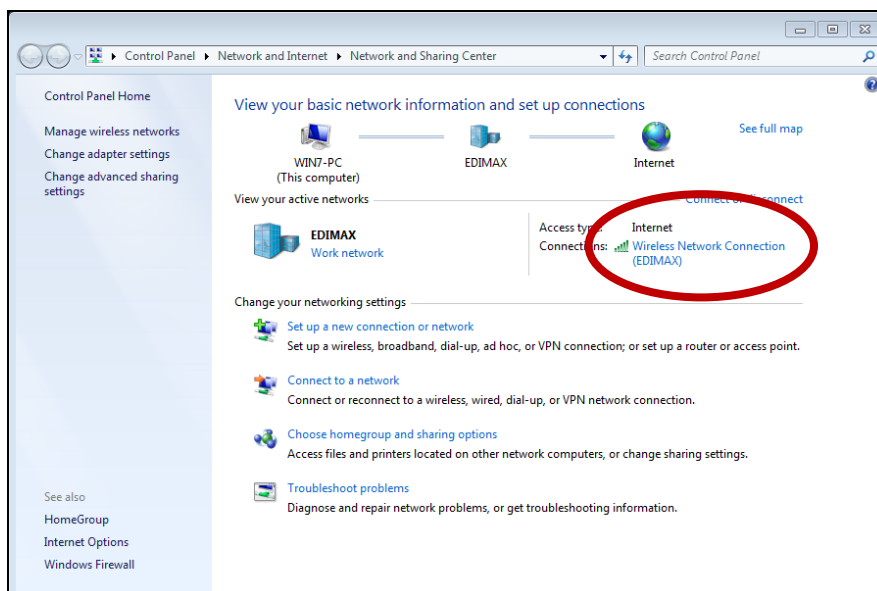 Control Panel Network and Internet Network and Sharing Center
Search Control Panel
Control Panel Home
Manage wireless networks
Change adapter settings
Change advanced sharing
settings
See also
HomeGroup
Internet Options
Windows Firewall
View your basic network information and set up connections
See full map
WIN7-PC
(This computer)
EDIMAX
Internet
View your active networks
Connect or disconnect
EDIMAX
Work network
Access type: Internet
Connections: Wireless Network Connection
(EDIMAX)
Change your networking settings
Set up a new connection or network
Set up a wireless, broadband, dial-up, ad hoc, or VPN connection; or set up a router or access point.
Connect to a network
Connect or reconnect to a wireless, wired, dial-up, or VPN network connection.
Choose homegroup and sharing options
Access files and printers located on other network computers, or change sharing settings.
Troubleshoot problems
Diagnose and repair network problems, or get troubleshooting information.